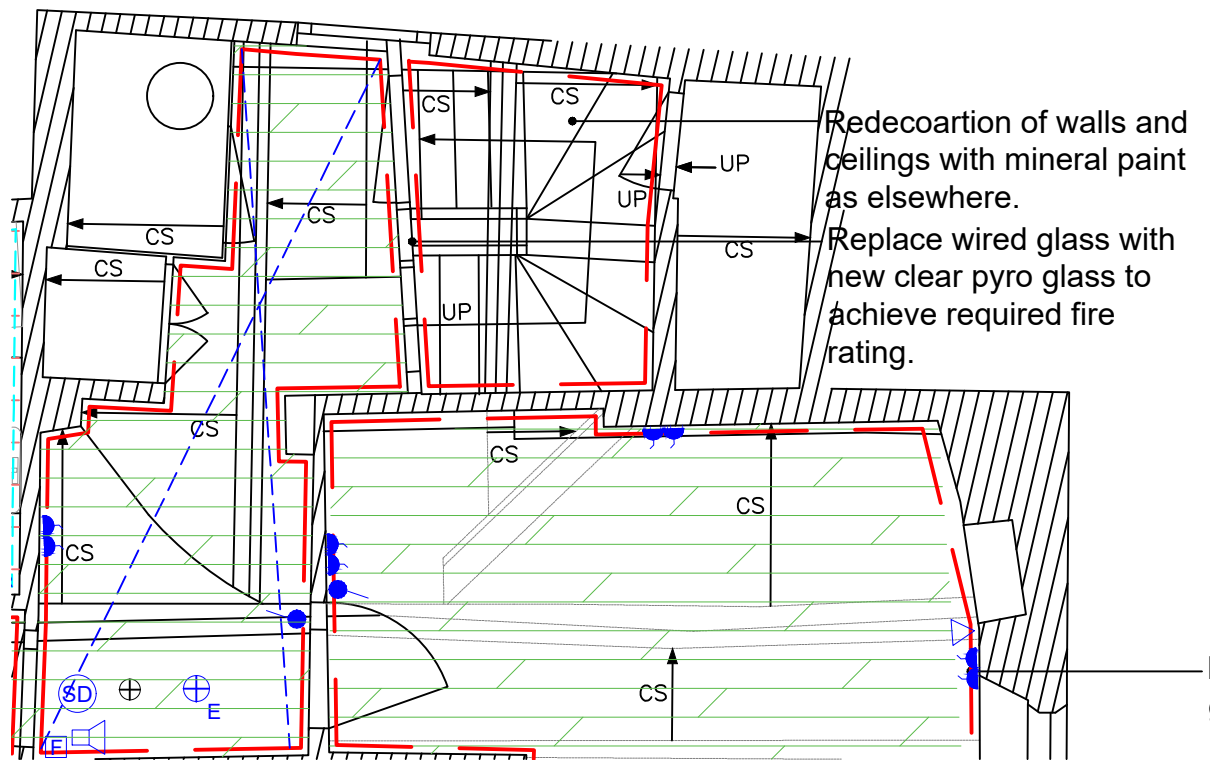 Redecoartion of walls and
ceilings with mineral paint
as elsewhere.
Replace wired glass with
new clear pyro glass to
achieve required fire
rating.
CS
CS
UP
UP
CS
CS
CS
CS
UP
CS
CS
CS
CS
CS
SD
E
F